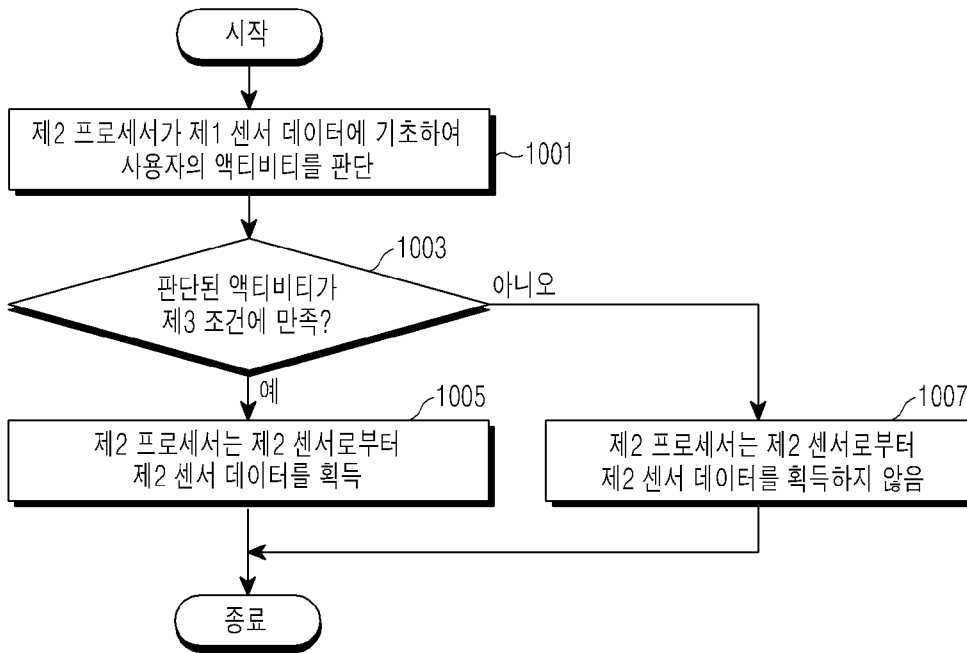 시작
제2 프로세서가 제1 센서 데이터에 기초하여
사용자의 액티비티를 판단
1001
1003
판단된 액티비티가
제3 조건에 만족?
아니오
예
1005
제2 프로세서는 제2 센서로부터
제2 센서 데이터를 획득
1007
제2 프로세서는 제2 센서로부터
제2 센서 데이터를 획득하지 않음
종료